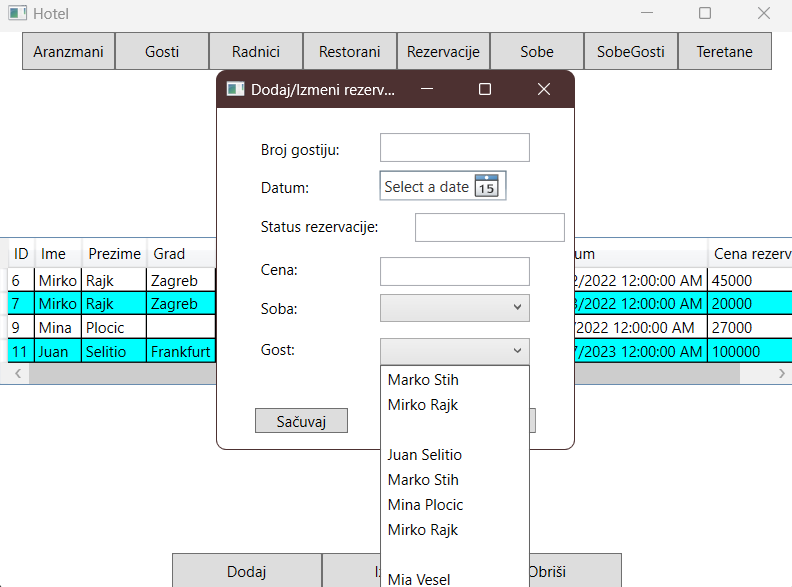 Hotel
Aranzmani Gosti Radnici Restorani Rezervacije Sobe SobeGosti Teretane
Dodaj/Izmeni rezerv...
Broj gostiju:
Datum: Select a date 15
Status rezervacije:
Cena:
Soba:
Gost:
Marko Stih
Mirko Rajk
Juan Selitio
Marko Stih
Mina Plocic
Mirko Rajk
Mia Vesel
Sačuvaj
ID Ime Prezime Grad um Cena rezerv
6 Mirko Rajk Zagreb 2/2022 12:00:00 AM 45000
7 Mirko Rajk Zagreb /2022 12:00:00 AM 20000
9 Mina Plocic /2022 12:00:00 AM 27000
11 Juan Selitio Frankfurt 7/2023 12:00:00 AM 100000
Dodaj Obriši